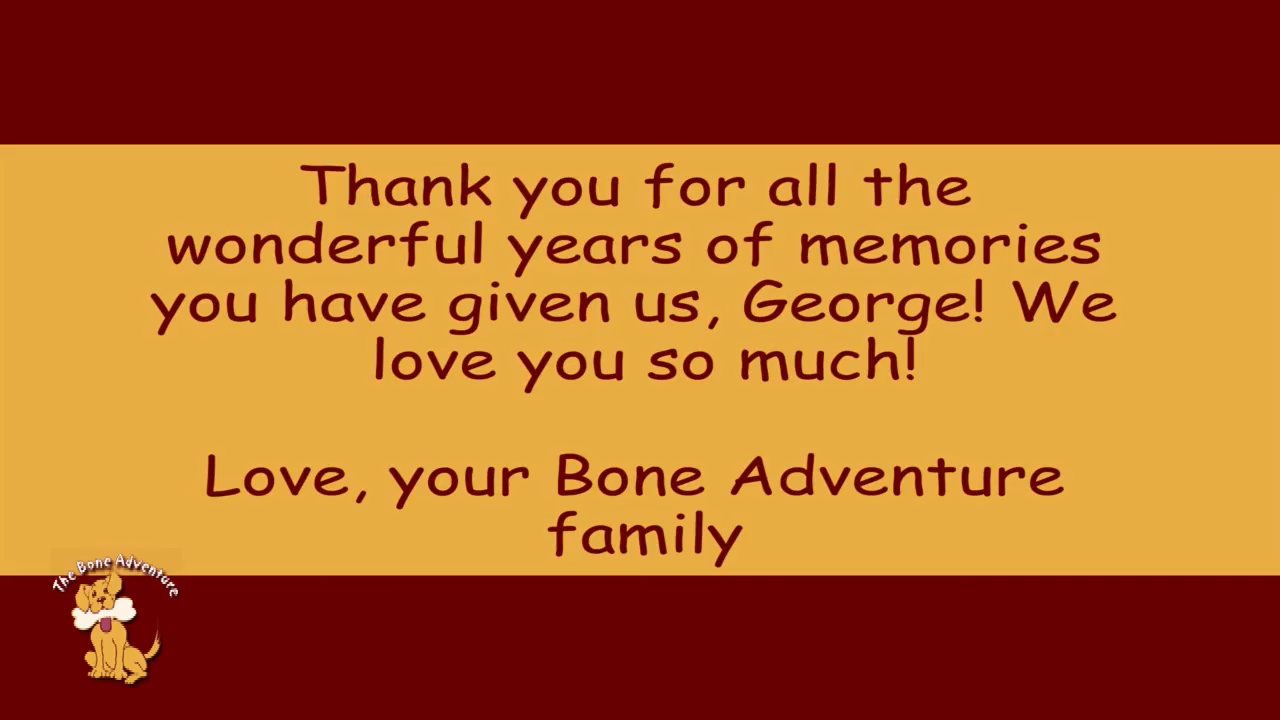 Thank you for all the
wonderful years of memories
you have given us, George! We
love you so much!
Love, your Bone Adventure
family
The Bone Adventure